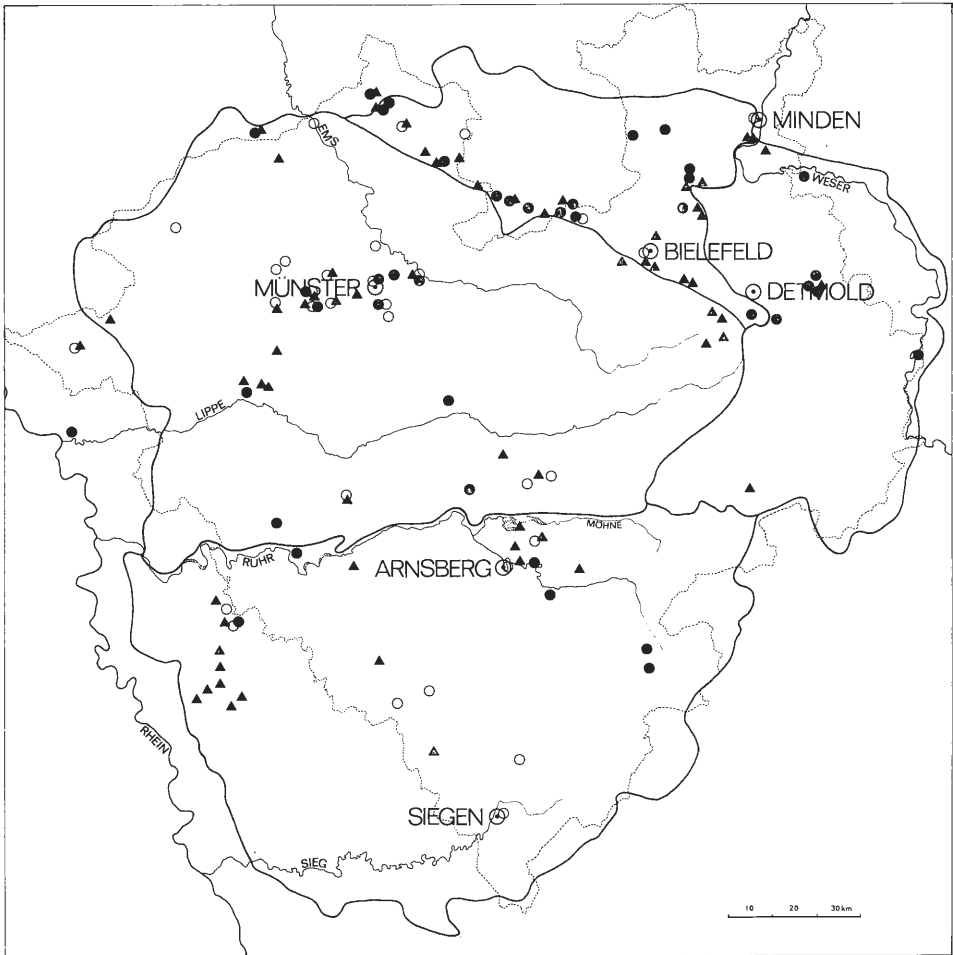 EMS
MINDEN
WESER
BIELEFELD
MÜNSTER
DETMOLD
LIPPE
MÖHNE
RUHR
ARNSBERG
RHEIN
SIEGEN
SIEG
10 20 30 km